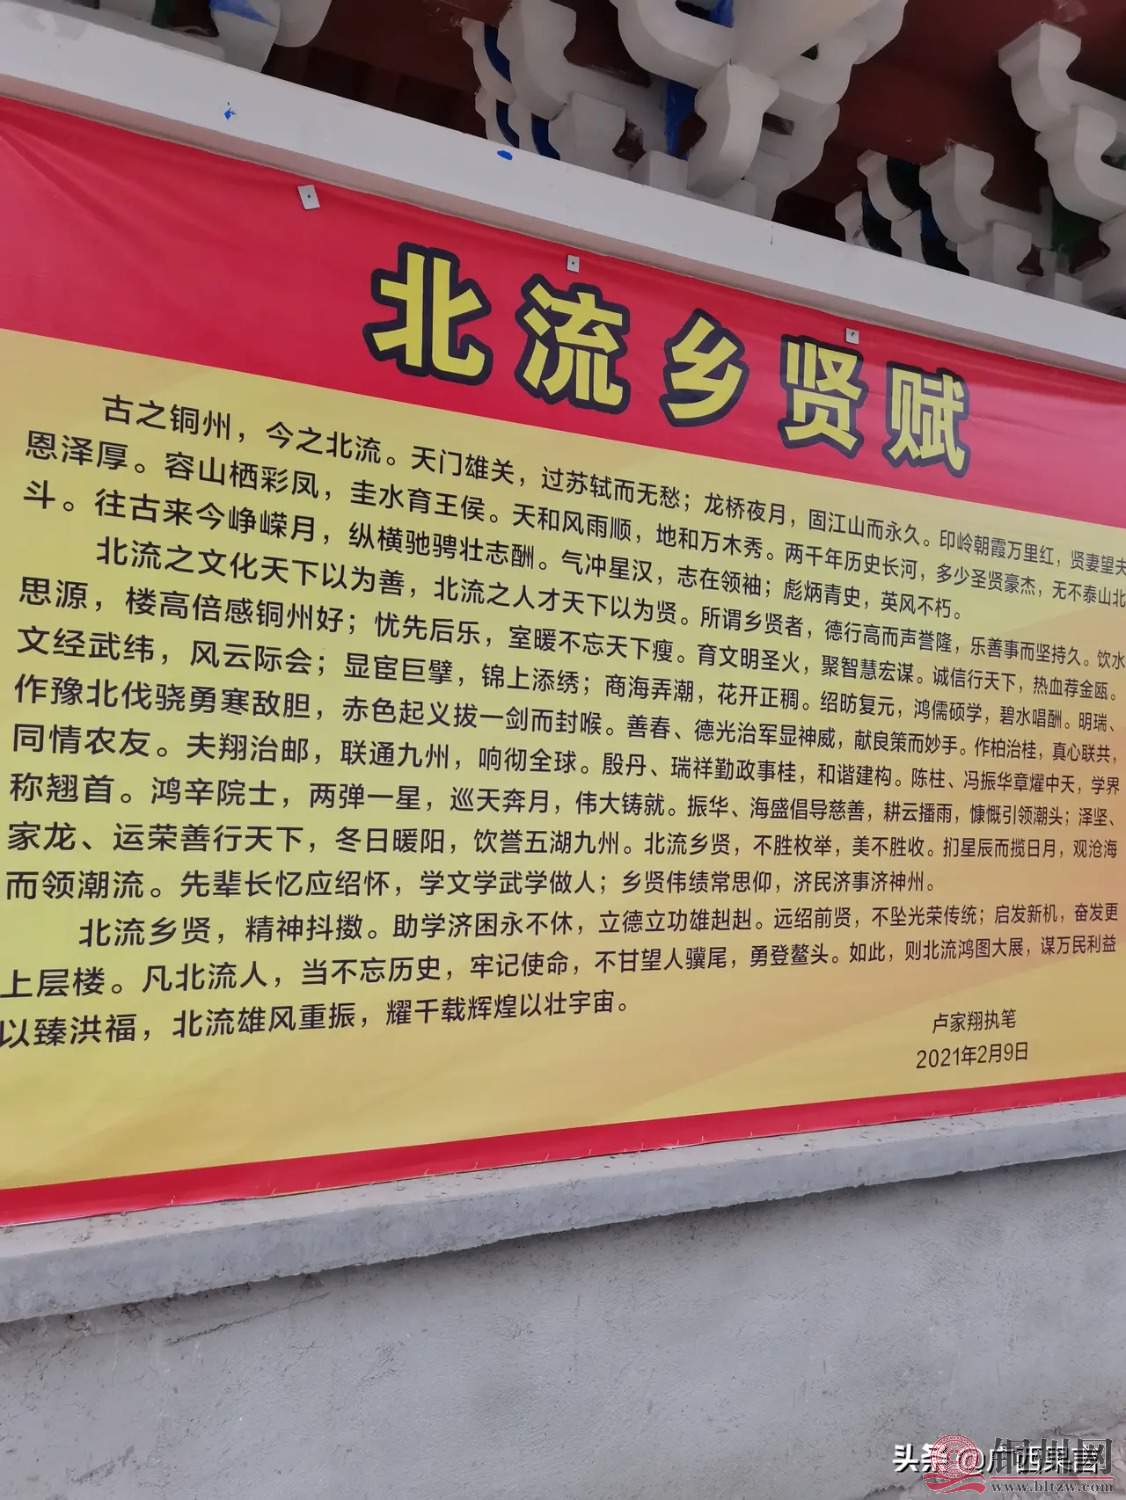 北流乡贤赋
古之铜州，今之北流。天门雄关，过苏轼而无愁；龙桥夜月，固江山而永久。印岭朝霞万里红，贤妻望夫
恩泽厚。容山栖彩凤，圭水育王侯。天和风雨顺，地和万木秀。两千年历史长河，多少圣贤豪杰，无不泰山北
斗。往古来今峥嵘月，纵横驰骋壮志酬。气冲星汉，志在领袖；彪炳青史，英风不朽。
北流之文化天下以为善，北流之人才天下以为贤。所谓乡贤者，德行高而声誉隆，乐善事而坚持久。饮水
思源，楼高倍感铜州好；忧先后乐，室暖不忘天下瘦。育文明圣火，聚智慧宏谋。诚信行天下，热血荐金瓯。
文经武纬，风云际会；显宦巨擘，锦上添绣；商海弄潮，花开正稠。绍昉复元，鸿儒硕学，碧水唱酬。明瑞、
作豫北伐骁勇寒敌胆，赤色起义拔一剑而封喉。善春、德光治军显神威，献良策而妙手。作柏治桂，真心联共，
同情农友。夫翔治邮，联通九州，响彻全球。殷丹、瑞祥勤政事桂，和谐建构。陈柱、冯振华章耀中天，学界
称翘首。鸿辛院士，两弹一星，巡天奔月，伟大铸就。振华、海盛倡导慈善，耕云播雨，慷慨引领潮头；泽坚、
家龙、运荣善行天下，冬日暖阳，饮誉五湖九州。北流乡贤，不胜枚举，美不胜收。扪星辰而揽日月，观沧海
而领潮流。先辈长忆应绍怀，学文学武学做人；乡贤伟绩常思仰，济民济事济神州。
北流乡贤，精神抖擞。助学济困永不休，立德立功雄赳赳。远绍前贤，不坠光荣传统；启发新机，奋发更
上层楼。凡北流人，当不忘历史，牢记使命，不甘望人骥尾，勇登鳌头。如此，则北流鸿图大展，谋万民利益
以臻洪福，北流雄风重振，耀千载辉煌以壮宇宙。
卢家翔执笔
2021年2月9日
头条 @广西果喜
www.bltzw.com